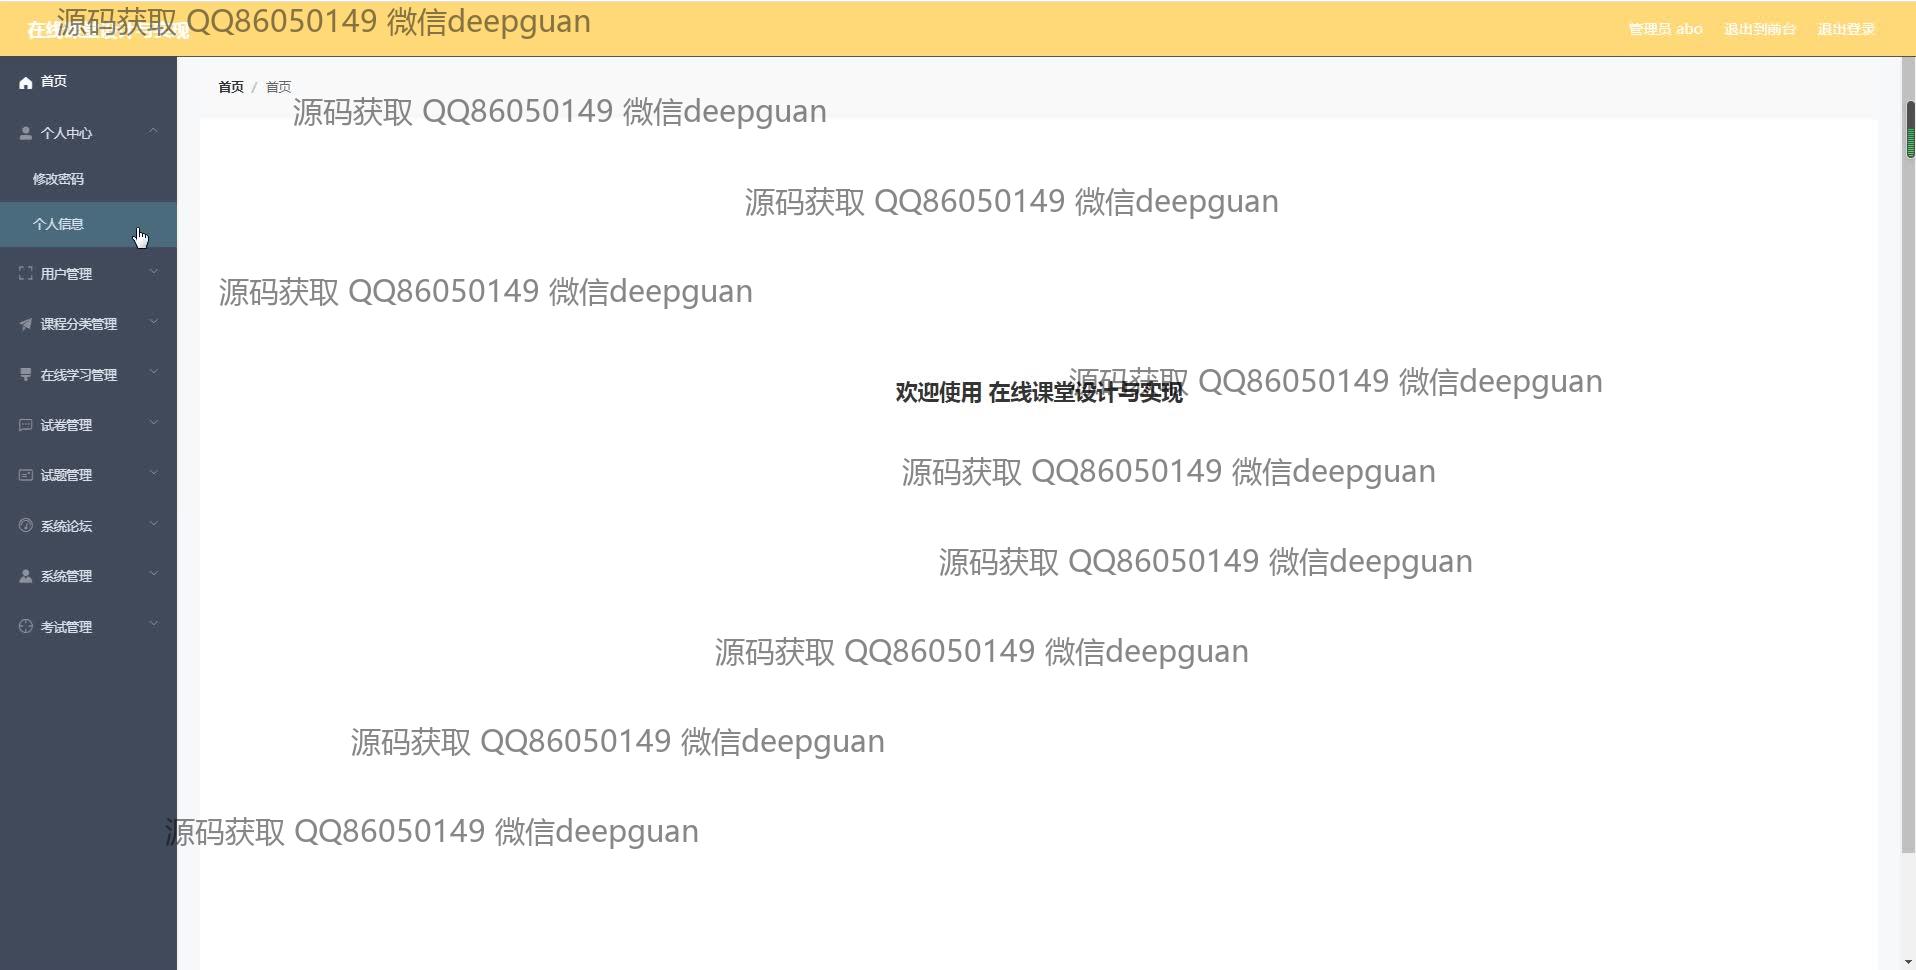 在线课堂设计与实现
源码获取 QQ86050149 微信deepguan
管理员 abo 退出到前台 退出登录
首页
首页 / 首页
源码获取 QQ86050149 微信deepguan
个人中心
修改密码
源码获取 QQ86050149 微信deepguan
个人信息
用户管理
源码获取 QQ86050149 微信deepguan
课程分类管理
在线学习管理
源码获取 QQ86050149 微信deepguan
欢迎使用 在线课堂设计与实现
试卷管理
试题管理
源码获取 QQ86050149 微信deepguan
系统论坛
源码获取 QQ86050149 微信deepguan
系统管理
考试管理
源码获取 QQ86050149 微信deepguan
源码获取 QQ86050149 微信deepguan
源码获取 QQ86050149 微信deepguan